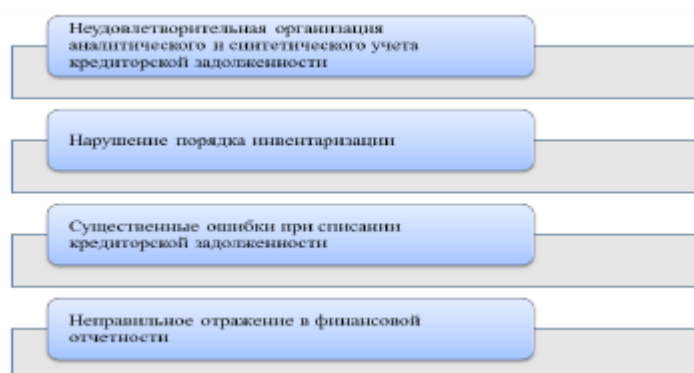 Неудовлетворительная организация
аналитического и синтетического учета
кредиторской задолженности
Нарушение порядка инвентаризации
Существенные ошибки при списании
кредиторской задолженности
Неправильное отражение в финансовой
отчетности